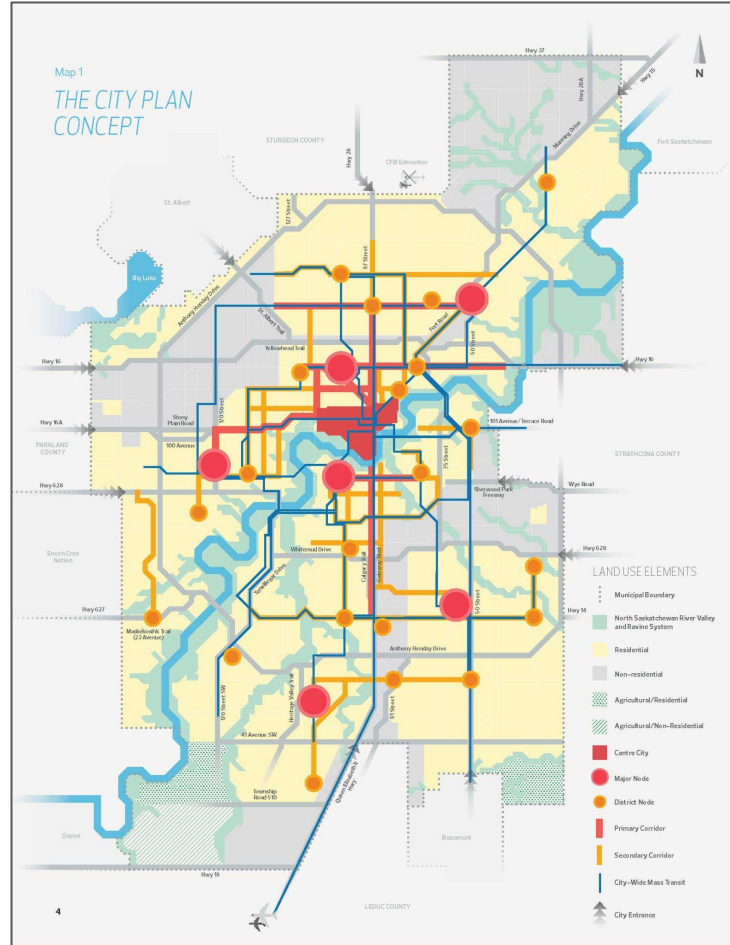 Map 1
THE CITY PLAN
CONCEPT
N
Hwy 37
Hwy 28A
Hwy 15
Manning Drive
Fort Saskatchewan
STURGEON COUNTY
Hwy 28
CFB Edmonton
St. Albert
127 Street
97 Street
Big Lake
Anthony Henday Drive
St. Albert Trail
Fort Road
50 Street
Yellowhead Trail
Hwy 16
Hwy 16
Hwy 16A
Stony
Plain Road
170 Street
100 Avenue
101 Avenue/Terrace Road
PARKLAND
COUNTY
75 Street
STRATHCONA COUNTY
Sherwood Park
Freeway
Wye Road
Hwy 628
Enoch Cree
Nation
Whitemud Drive
Terwillegar Drive
Calgary Trail
Gateway Blvd
Hwy 628
Hwy 627
Maskekosihk Trail
(23 Avenue)
50 Street
Hwy 14
Anthony Henday Drive
170 Street SW
Heritage Valley Trail
91 Street
41 Avenue SW
Queen Elizabeth II
Hwy
Township
Road 510
Devon
Beaumont
Hwy 19
LEDUC COUNTY
LAND USE ELEMENTS
Municipal Boundary
North Saskatchewan River Valley
and Ravine System
Residential
Non-residential
Agricultural/Residential
Agricultural/Non-Residential
Centre City
Major Node
District Node
Primary Corridor
Secondary Corridor
City-Wide Mass Transit
City Entrance
4